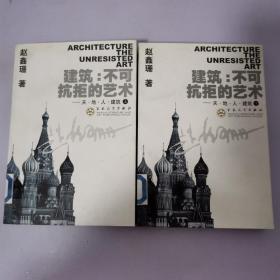 ARCHITECTURE
THE
UNRESISTED
ART
赵鑫珊 著
建筑:不可
抗拒的艺术
——天·地·人·建筑
ARCHITECTURE
THE
UNRESISTED
ART
赵鑫珊 著
建筑:不可
抗拒的艺术
——天·地·人·建筑